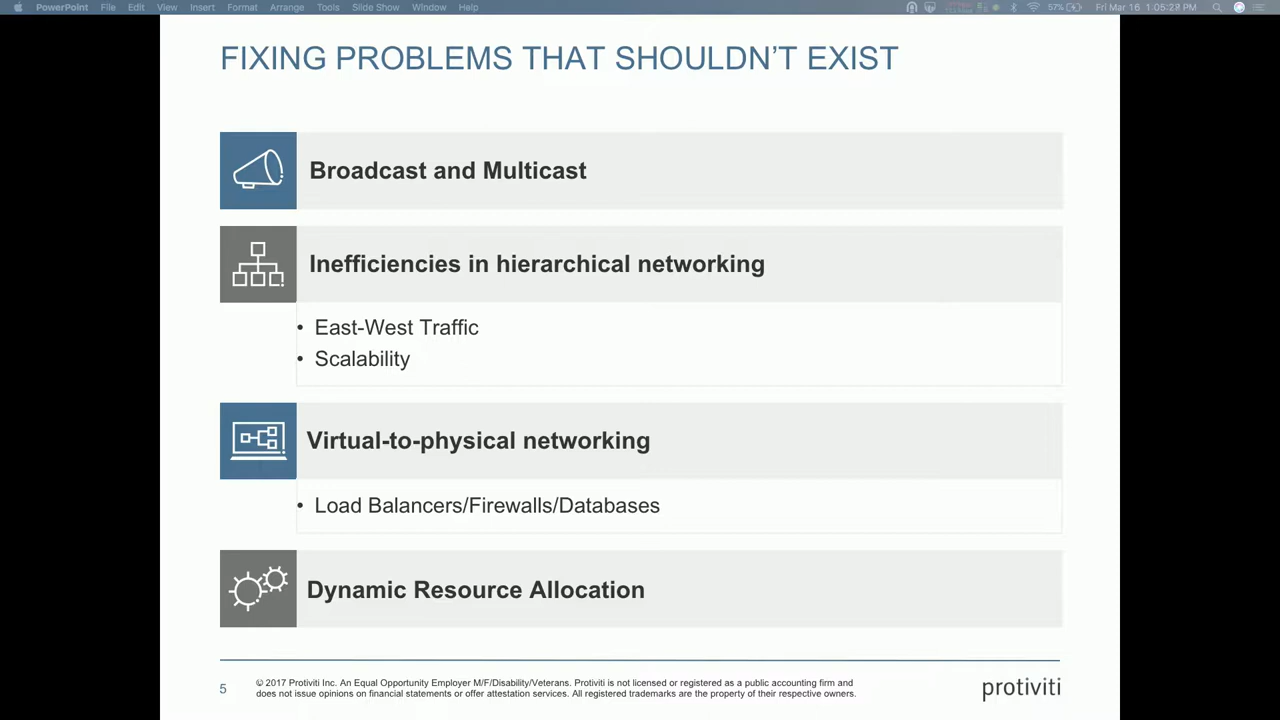 PowerPoint File Edit View Insert Format Arrange Tools Slide Show Window Help 57% Fri Mar 16 1:05:23 PM
FIXING PROBLEMS THAT SHOULDN'T EXIST
Broadcast and Multicast
Inefficiencies in hierarchical networking
• East-West Traffic
• Scalability
Virtual-to-physical networking
• Load Balancers/Firewalls/Databases
Dynamic Resource Allocation
5
© 2017 Protiviti Inc. An Equal Opportunity Employer M/F/Disability/Veterans. Protiviti is not licensed or registered as a public accounting firm and
does not issue opinions on financial statements or offer attestation services. All registered trademarks are the property of their respective owners.
protiviti